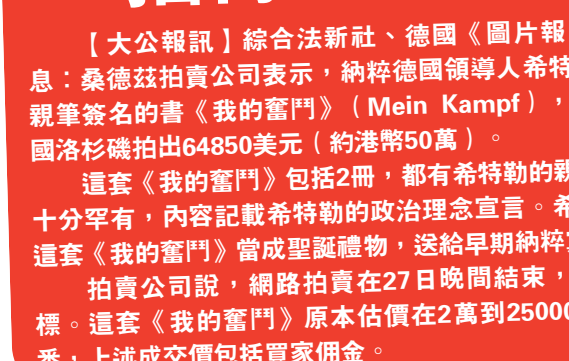 【大公報訊】綜合法新社、德國《圖片報
息：桑德茲拍賣公司表示，納粹德國領導人希特
親筆簽名的書《我的奮鬥》（Mein Kampf），
國洛杉磯拍出64850美元（約港幣50萬）。
這套《我的奮鬥》包括2冊，都有希特勒的親
十分罕有，內容記載希特勒的政治理念宣言。希
這套《我的奮鬥》當成聖誕禮物，送給早期納粹
拍賣公司說，網路拍賣在27日晚間結束，
標。這套《我的奮鬥》原本估價在2萬到25000
悉，上述成交價包括買家佣金。